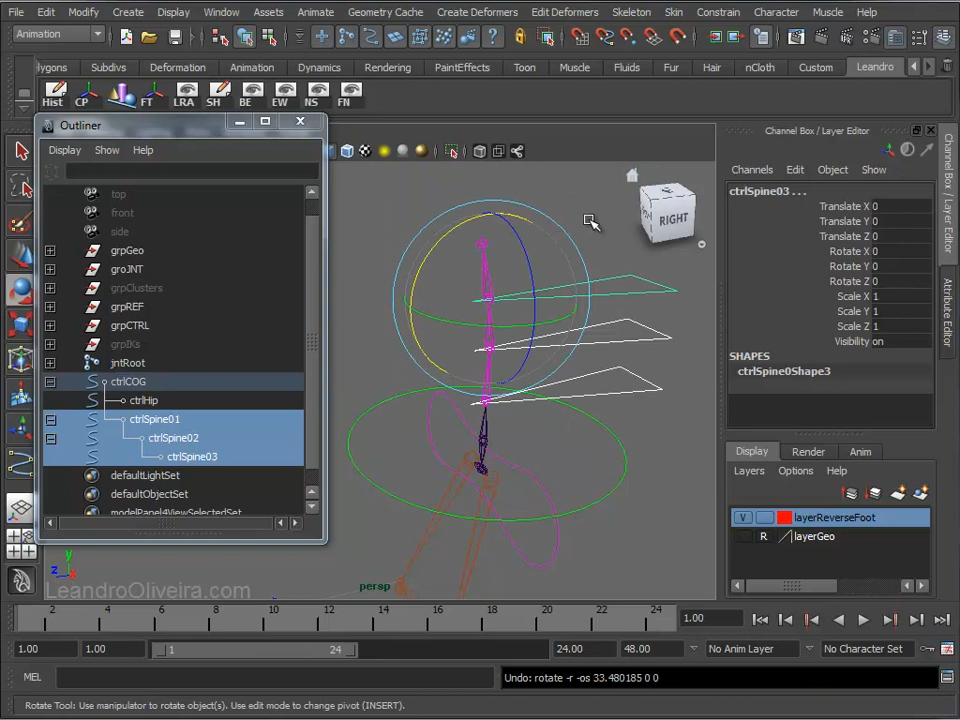 File Edit Modify Create Display Window Assets Animate Geometry Cache Create Deformers Edit Deformers Skeleton Skin Constrain Character Muscle Help
Animation
olygons Subdivs Deformation Animation Dynamics Rendering PaintEffects Toon Muscle Fluids Fur Hair nCloth Custom Leandro
Hist CP FT LRA SH BE EW NS FN
Outliner
Display Show Help
top
front
side
grpGeo
groJNT
grpClusters
grpREF
grpCTRL
grpIKs
jntRoot
ctrlCOG
ctrlHip
ctrlSpine01
ctrlSpine02
ctrlSpine03
defaultLightSet
defaultObjectSet
modelPanel4ViewSelectedSet
RIGHT
persp
y
z x
LeandroOliveira.com
Channel Box / Layer Editor
Channels Edit Object Show
ctrlSpine03 . . .
Translate X 0
Translate Y 0
Translate Z 0
Rotate X 0
Rotate Y 0
Rotate Z 0
Scale X 1
Scale Y 1
Scale Z 1
Visibility on
SHAPES
ctrlSpine0Shape3
Display Render Anim
Layers Options Help
V layerReverseFoot
R layerGeo
Channel Box / Layer Editor
Attribute Editor
2 4 6 8 10 12 14 16 18 20 22 24
1.00
1.00 1.00 1 24 24.00 48.00 No Anim Layer No Character Set
MEL Undo: rotate -r -os 33.480185 0 0
Rotate Tool: Use manipulator to rotate object(s). Use edit mode to change pivot (INSERT).